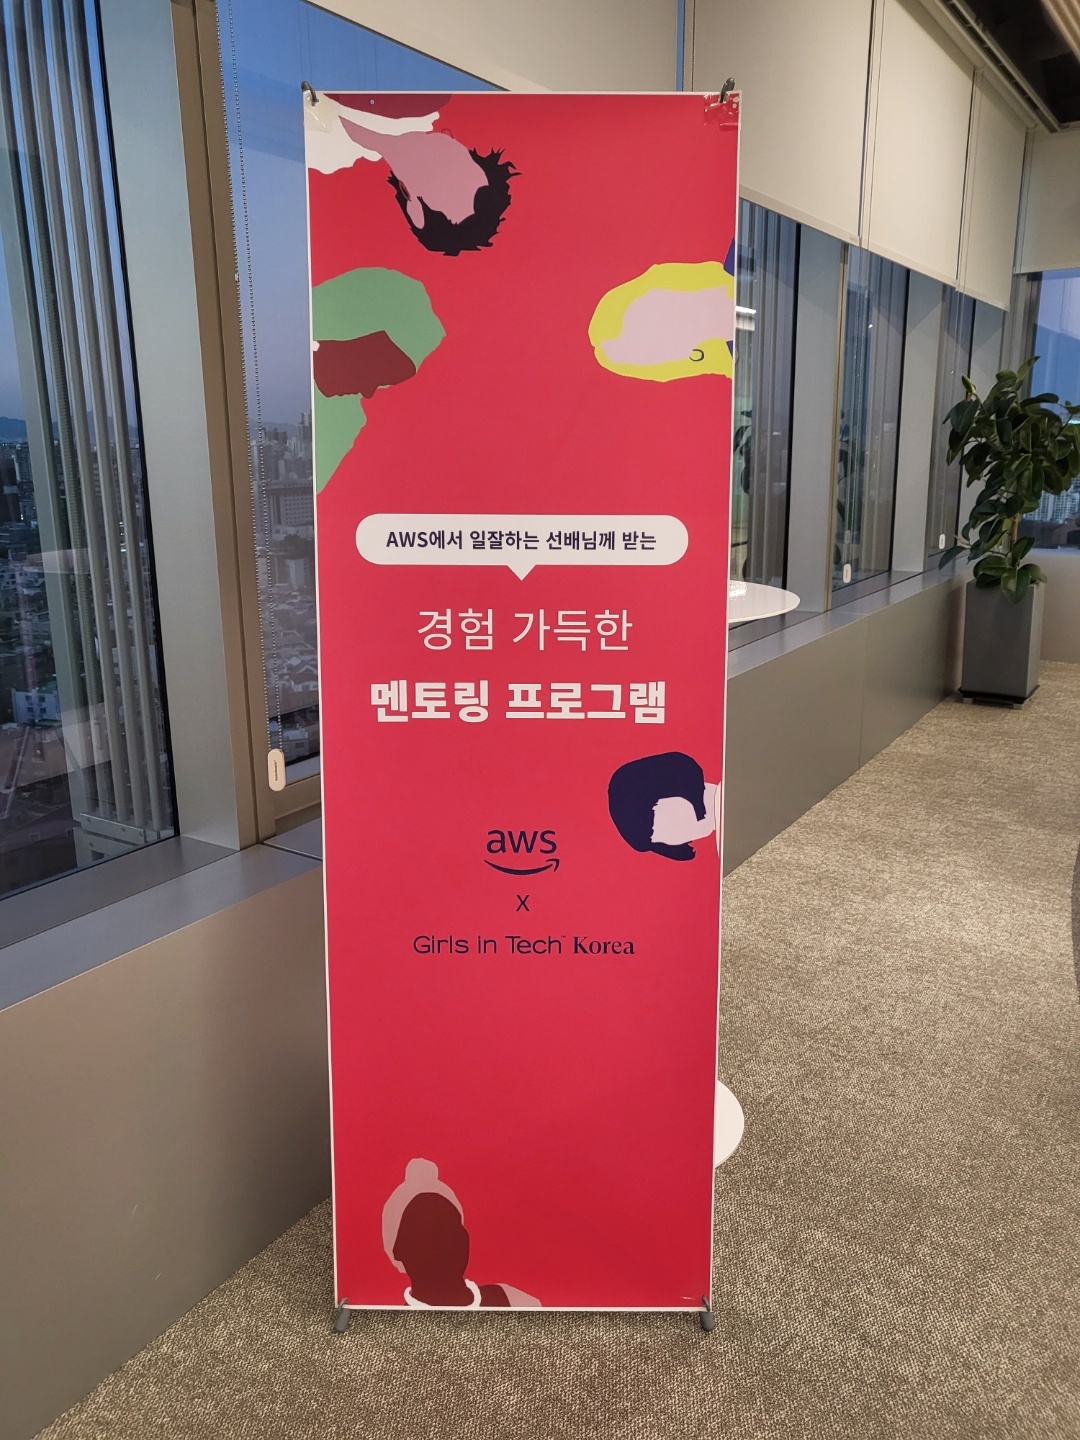 AWS에서 일잘하는 선배님께 받는
경험 가득한
멘토링 프로그램
aws
X
Girls in Tech™ Korea